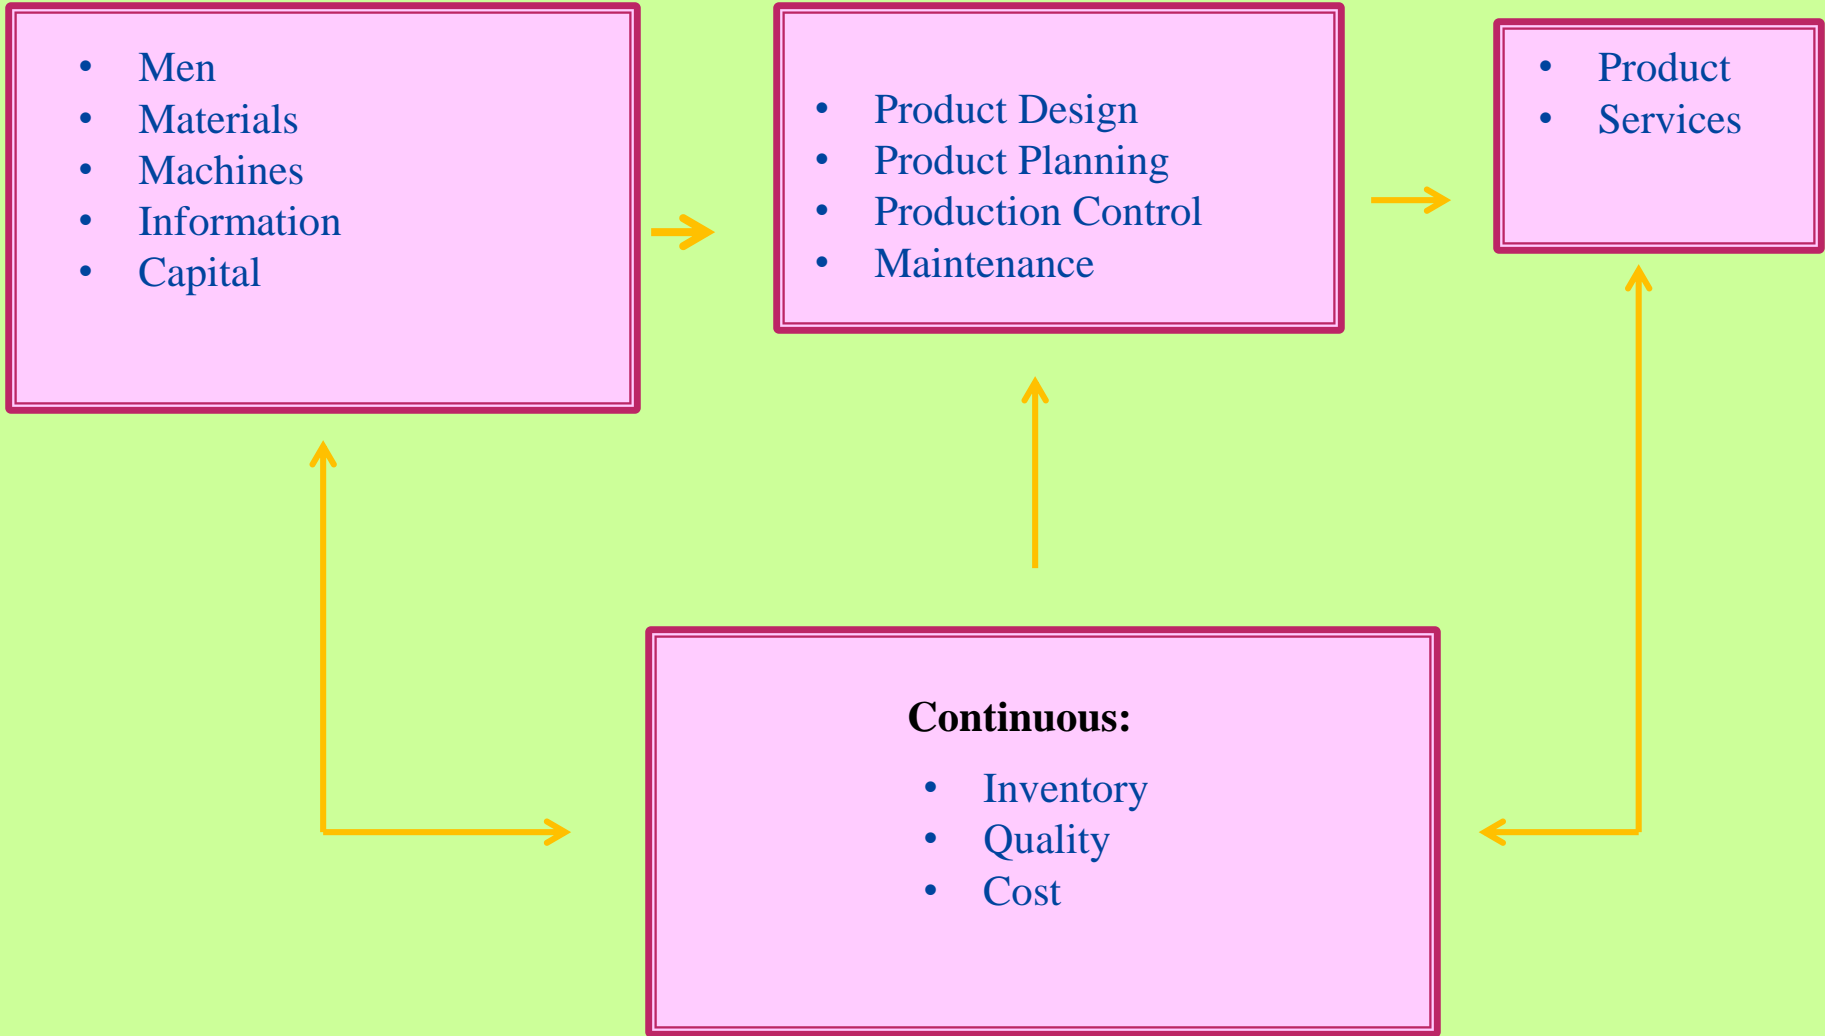 • Men
• Materials
• Machines
• Information
• Capital
• Product Design
• Product Planning
• Production Control
• Maintenance
• Product
• Services
Continuous:
• Inventory
• Quality
• Cost